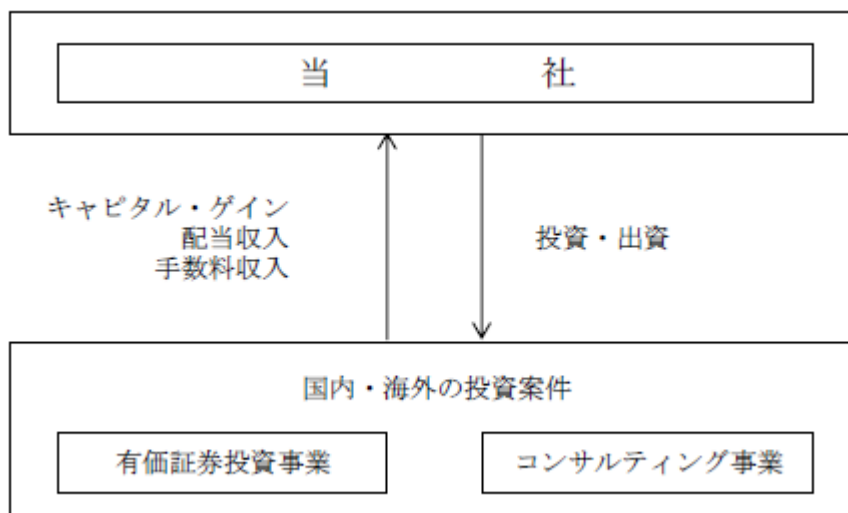 当　社
キャピタル・ゲイン
配当収入
手数料収入
投資・出資
国内・海外の投資案件
有価証券投資事業
コンサルティング事業